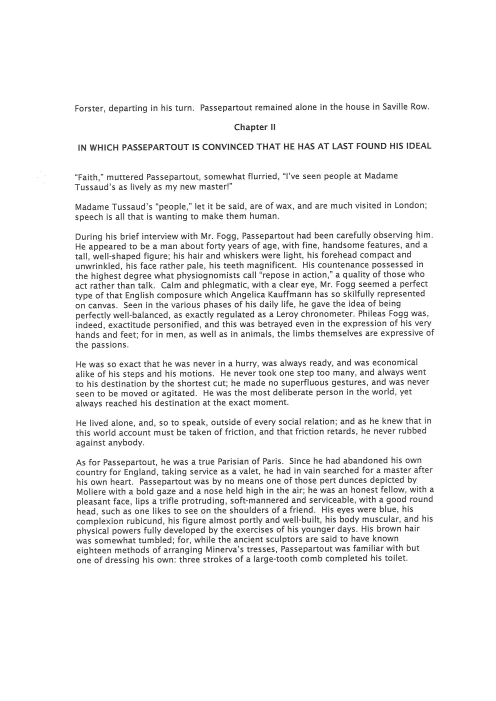 Forster, departing in his turn.  Passepartout remained alone in the house in Saville Row.
Chapter II
IN WHICH PASSEPARTOUT IS CONVINCED THAT HE HAS AT LAST FOUND HIS IDEAL
“Faith,” muttered Passepartout, somewhat flurried, “I’ve seen people at Madame
Tussaud’s as lively as my new master!”
Madame Tussaud’s “people,” let it be said, are of wax, and are much visited in London;
speech is all that is wanting to make them human.
During his brief interview with Mr. Fogg, Passepartout had been carefully observing him.
He appeared to be a man about forty years of age, with fine, handsome features, and a
tall, well-shaped figure; his hair and whiskers were light, his forehead compact and
unwrinkled, his face rather pale, his teeth magnificent.  His countenance possessed in
the highest degree what physiognomists call “repose in action,” a quality of those who
act rather than talk.  Calm and phlegmatic, with a clear eye, Mr. Fogg seemed a perfect
type of that English composure which Angelica Kauffmann has so skilfully represented
on canvas.  Seen in the various phases of his daily life, he gave the idea of being
perfectly well-balanced, as exactly regulated as a Leroy chronometer. Phileas Fogg was,
indeed, exactitude personified, and this was betrayed even in the expression of his very
hands and feet; for in men, as well as in animals, the limbs themselves are expressive of
the passions.
He was so exact that he was never in a hurry, was always ready, and was economical
alike of his steps and his motions.  He never took one step too many, and always went
to his destination by the shortest cut; he made no superfluous gestures, and was never
seen to be moved or agitated.  He was the most deliberate person in the world, yet
always reached his destination at the exact moment.
He lived alone, and, so to speak, outside of every social relation; and as he knew that in
this world account must be taken of friction, and that friction retards, he never rubbed
against anybody.
As for Passepartout, he was a true Parisian of Paris.  Since he had abandoned his own
country for England, taking service as a valet, he had in vain searched for a master after
his own heart.  Passepartout was by no means one of those pert dunces depicted by
Moliere with a bold gaze and a nose held high in the air; he was an honest fellow, with a
pleasant face, lips a trifle protruding, soft-mannered and serviceable, with a good round
head, such as one likes to see on the shoulders of a friend.  His eyes were blue, his
complexion rubicund, his figure almost portly and well-built, his body muscular, and his
physical powers fully developed by the exercises of his younger days.  His brown hair
was somewhat tumbled; for, while the ancient sculptors are said to have known
eighteen methods of arranging Minerva’s tresses, Passepartout was familiar with but
one of dressing his own: three strokes of a large-tooth comb completed his toilet.